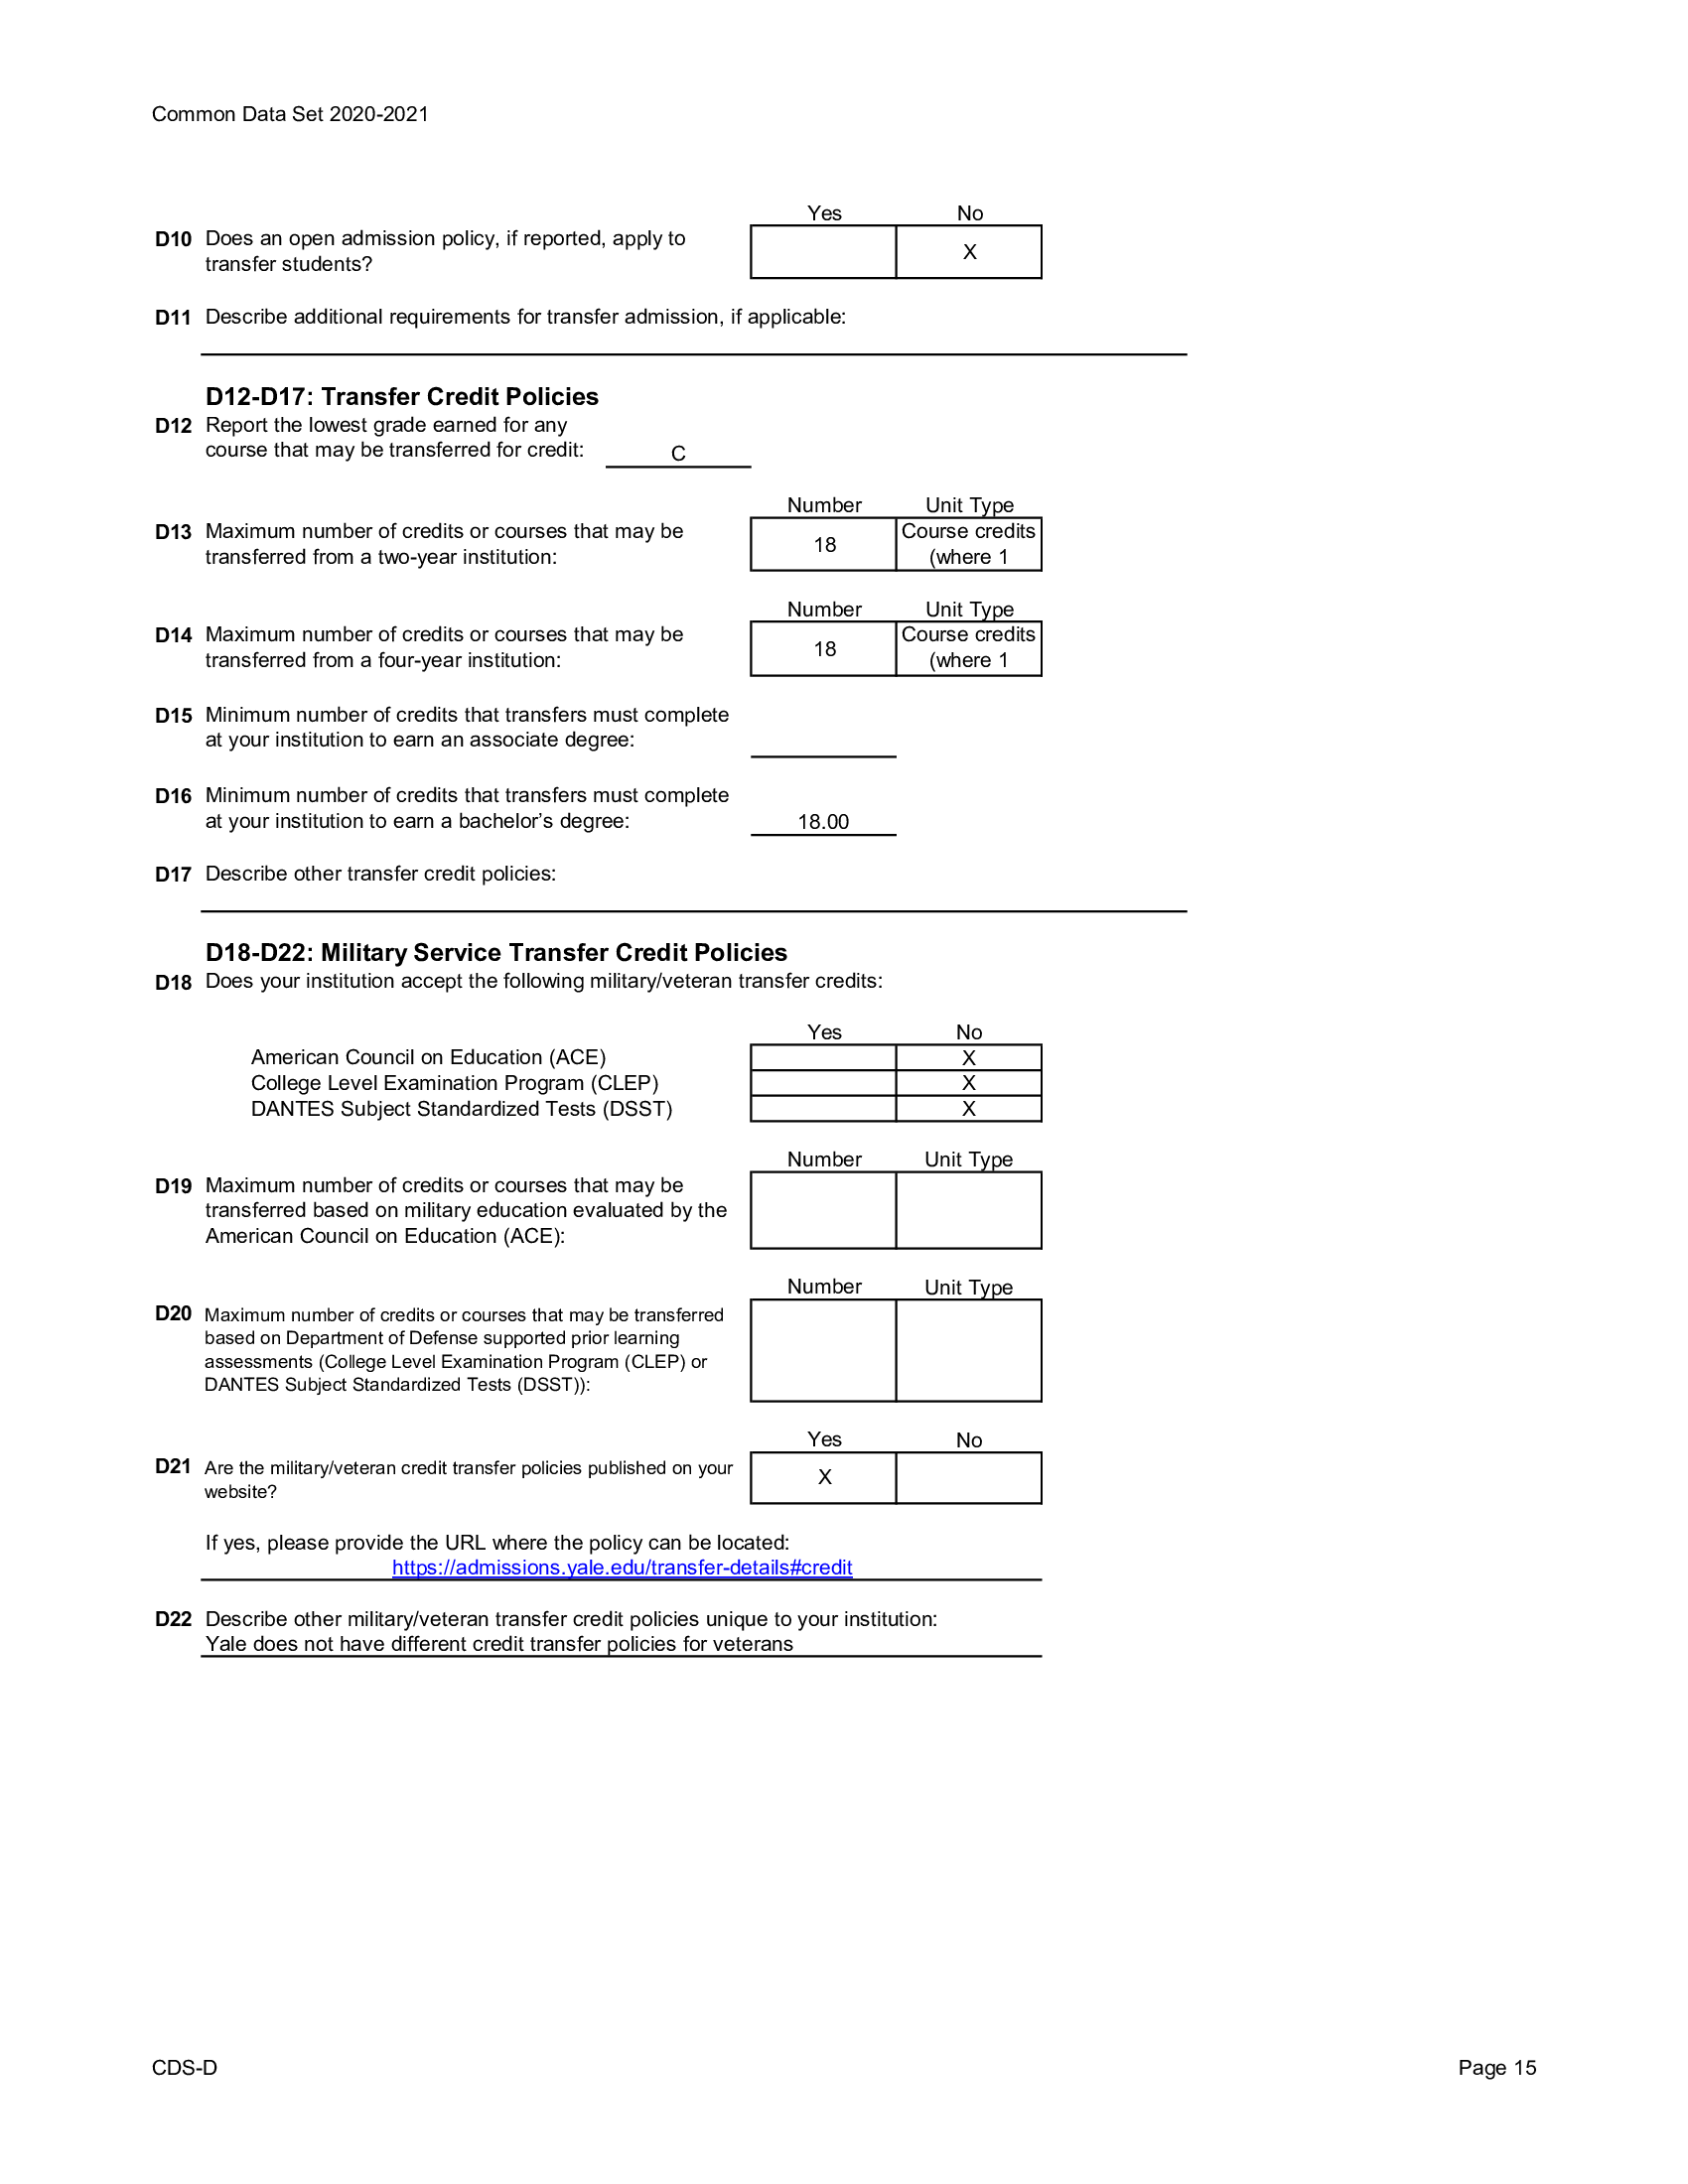 Common Data Set 2020-2021
Yes No
D10 Does an open admission policy, if reported, apply to
transfer students?
X
D11 Describe additional requirements for transfer admission, if applicable:
D12-D17: Transfer Credit Policies
D12 Report the lowest grade earned for any
course that may be transferred for credit: C
Number Unit Type
D13 Maximum number of credits or courses that may be
transferred from a two-year institution:
18
Course credits
(where 1
Number Unit Type
D14 Maximum number of credits or courses that may be
transferred from a four-year institution:
18
Course credits
(where 1
D15 Minimum number of credits that transfers must complete
at your institution to earn an associate degree:
D16 Minimum number of credits that transfers must complete
at your institution to earn a bachelor’s degree: 18.00
D17 Describe other transfer credit policies:
D18-D22: Military Service Transfer Credit Policies
D18 Does your institution accept the following military/veteran transfer credits:
Yes No
American Council on Education (ACE) X
College Level Examination Program (CLEP) X
DANTES Subject Standardized Tests (DSST) X
Number Unit Type
D19 Maximum number of credits or courses that may be
transferred based on military education evaluated by the
American Council on Education (ACE):
Number Unit Type
D20 Maximum number of credits or courses that may be transferred
based on Department of Defense supported prior learning
assessments (College Level Examination Program (CLEP) or
DANTES Subject Standardized Tests (DSST)):
Yes No
D21 Are the military/veteran credit transfer policies published on your
website?
X
If yes, please provide the URL where the policy can be located:
https://admissions.yale.edu/transfer-details#credit
D22 Describe other military/veteran transfer credit policies unique to your institution:
Yale does not have different credit transfer policies for veterans
CDS-D Page 15